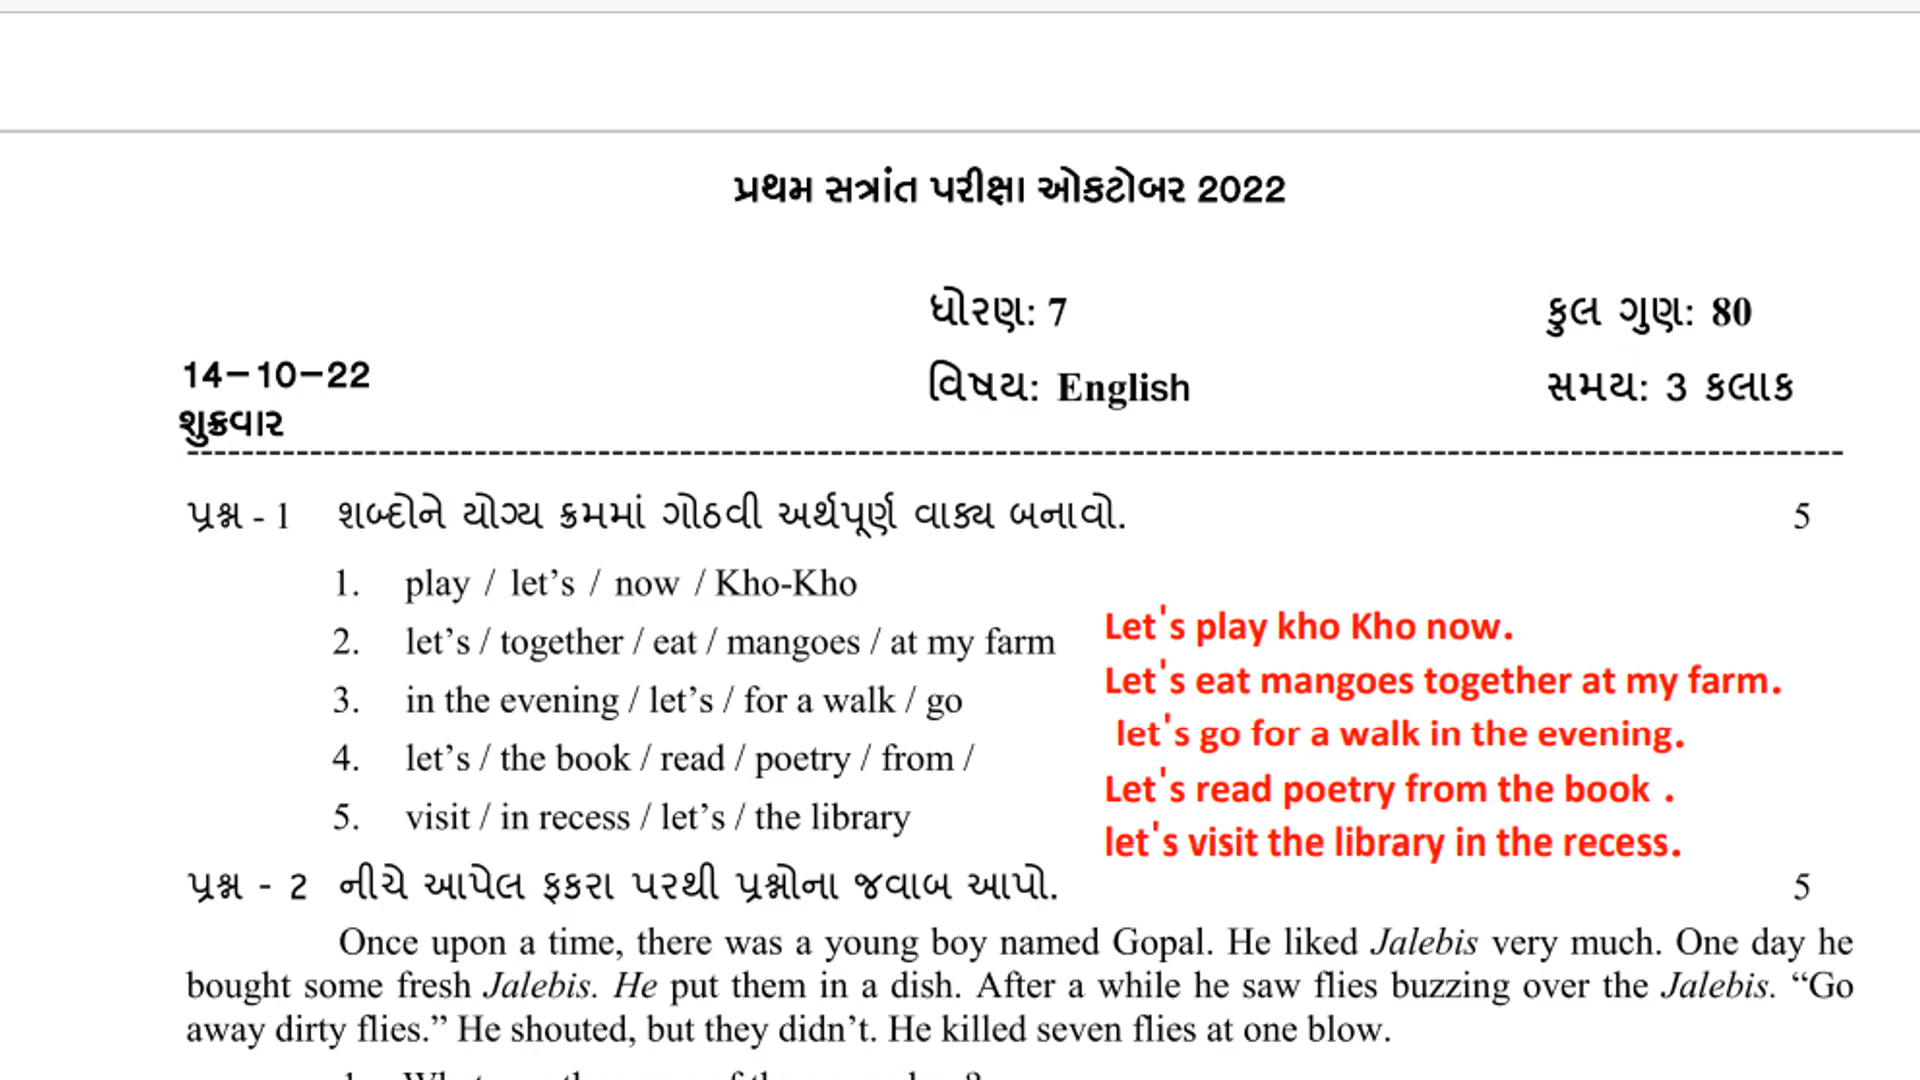 પ્રથમ સત્રાંત પરીક્ષા ઓક્ટોબર 2022
ધોરણ: 7 કુલ ગુણ: 80
14-10-22 વિષય: English સમય: 3 કલાક
શુક્રવાર
પ્રશ્ન - 1 શબ્દોને યોગ્ય ક્રમમાં ગોઠવી અર્થપૂર્ણ વાક્ય બનાવો. 5
1. play / let's / now / Kho-Kho
Let's play kho Kho now.
2. let's / together / eat / mangoes / at my farm
Let's eat mangoes together at my farm.
3. in the evening / let's / for a walk / go
let's go for a walk in the evening.
4. let's / the book / read / poetry / from /
Let's read poetry from the book .
5. visit / in recess / let's / the library
let's visit the library in the recess.
પ્રશ્ન - 2 નીચે આપેલ ફકરા પરથી પ્રશ્નોના જવાબ આપો. 5
Once upon a time, there was a young boy named Gopal. He liked Jalebis very much. One day he
bought some fresh Jalebis. He put them in a dish. After a while he saw flies buzzing over the Jalebis. “Go
away dirty flies.” He shouted, but they didn't. He killed seven flies at one blow.